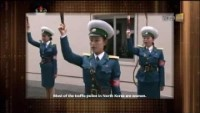 Most of the traffic police in North Korea are women.